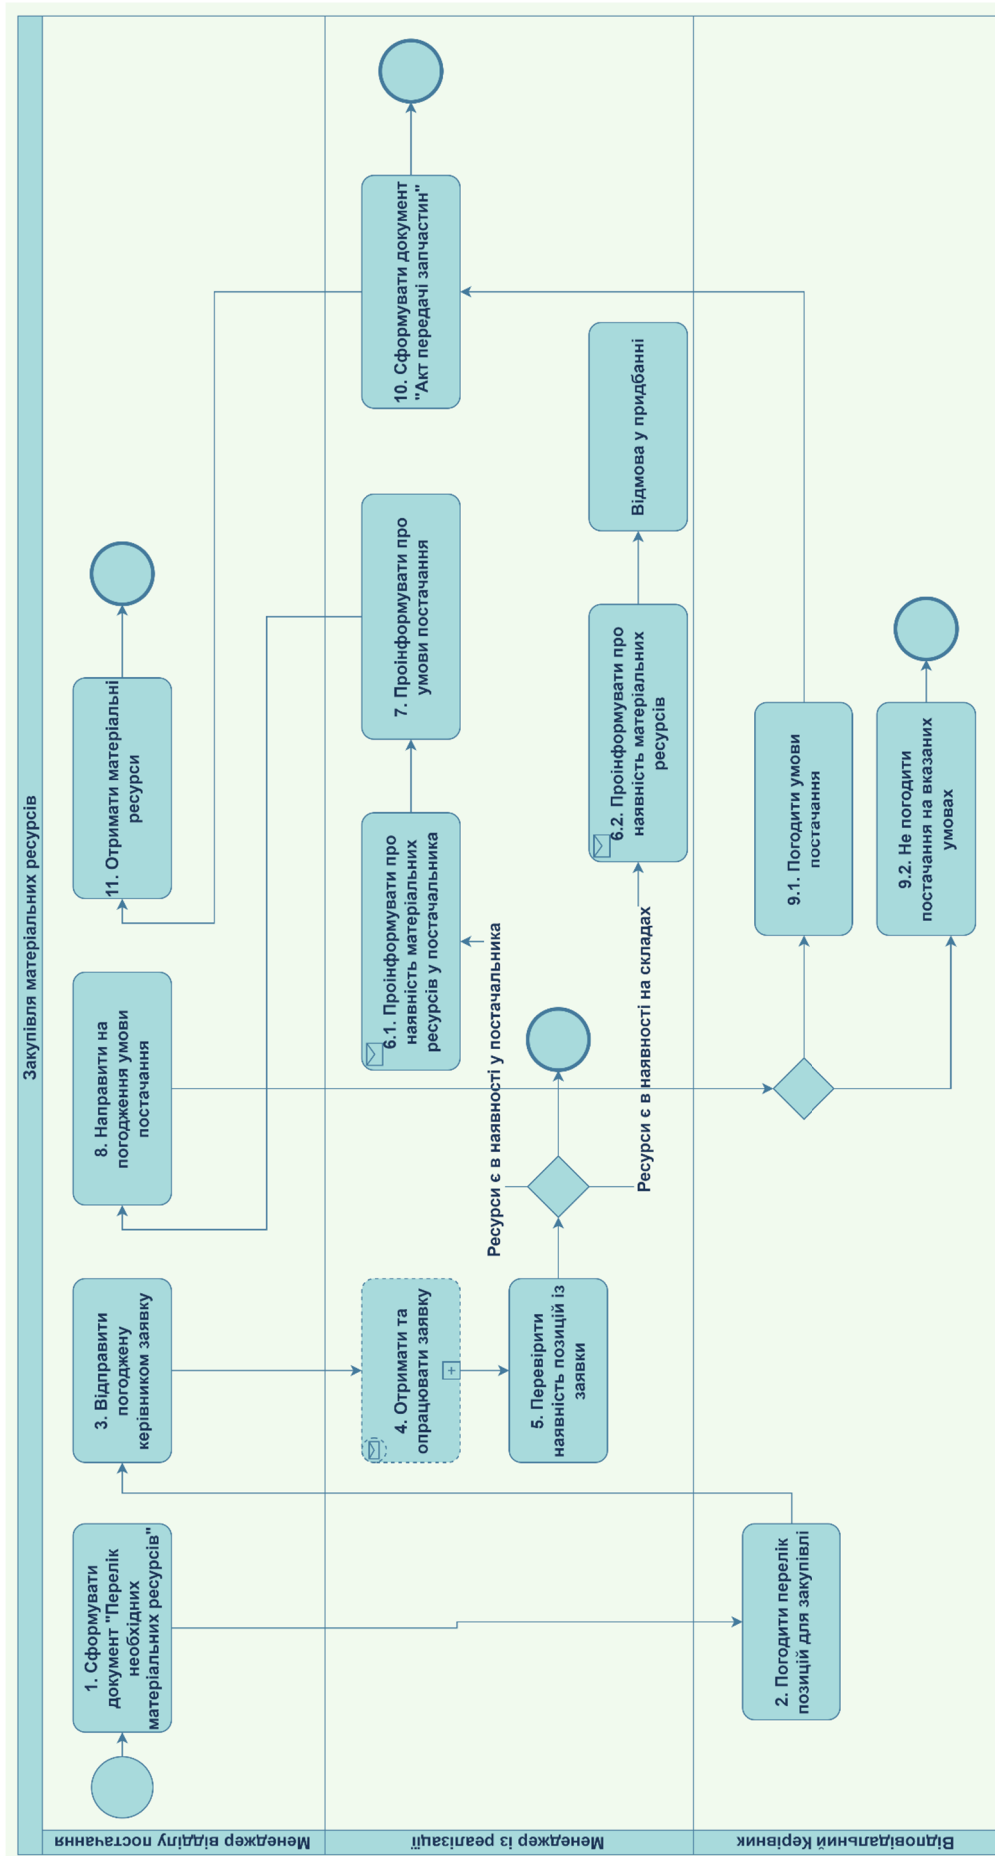 Закупівля матеріальних ресурсів
Менеджер відділу постачання
1. Сформувати
документ "Перелік
необхідних
матеріальних ресурсів"
3. Відправити
погоджену
керівником заявку
8. Направити на
погодження умови
постачання
11. Отримати матеріальні
ресурси
Менеджер із реалізації
4. Отримати та
опрацювати заявку
5. Перевірити
наявність позицій із
заявки
Ресурси є в наявності у постачальника
Ресурси є в наявності на складах
6.1. Проінформувати про
наявність матеріальних
ресурсів у постачальника
6.2. Проінформувати про
наявність матеріальних
ресурсів
7. Проінформувати про
умови постачання
Відмова у придбанні
10. Сформувати документ
"Акт передачі запчастин"
Відповідальний Керівник
2. Погодити перелік
позицій для закупівлі
9.1. Погодити умови
постачання
9.2. Не погодити
постачання на вказаних
умовах